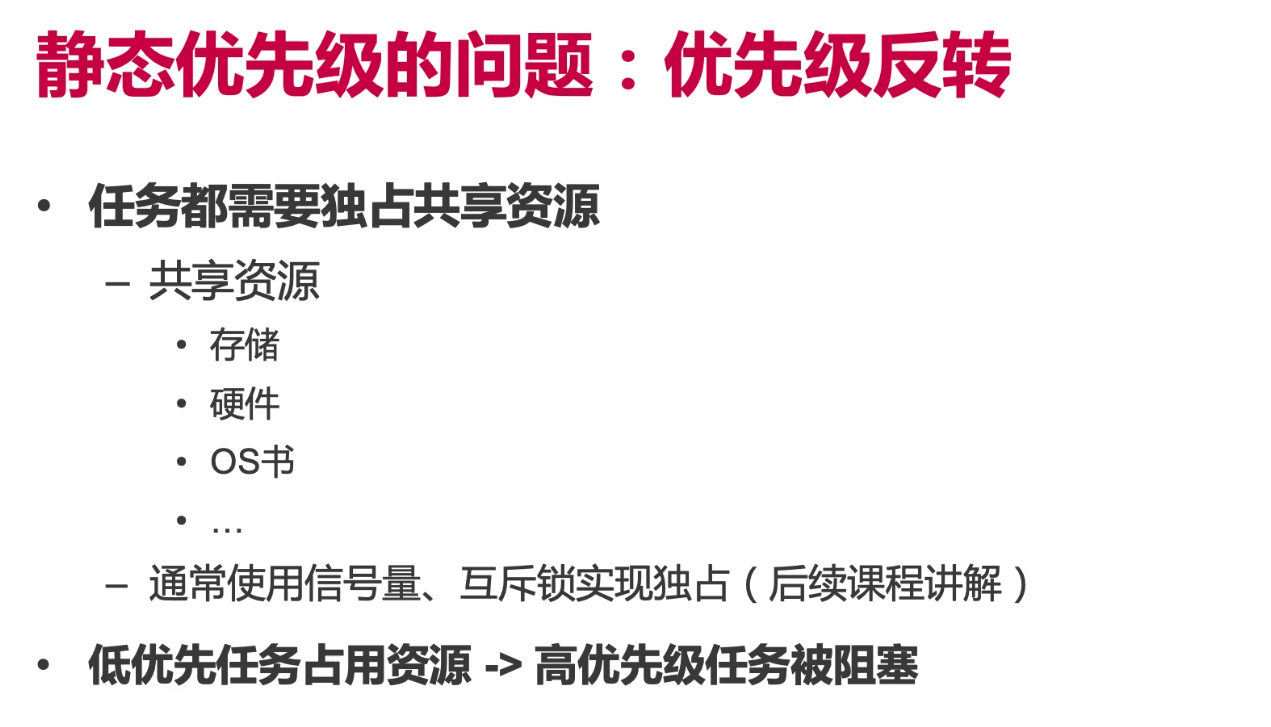 静态优先级的问题：优先级反转
• 任务都需要独占共享资源
– 共享资源
• 存储
• 硬件
• OS书
• …
– 通常使用信号量、互斥锁实现独占（后续课程讲解）
• 低优先任务占用资源 -> 高优先级任务被阻塞